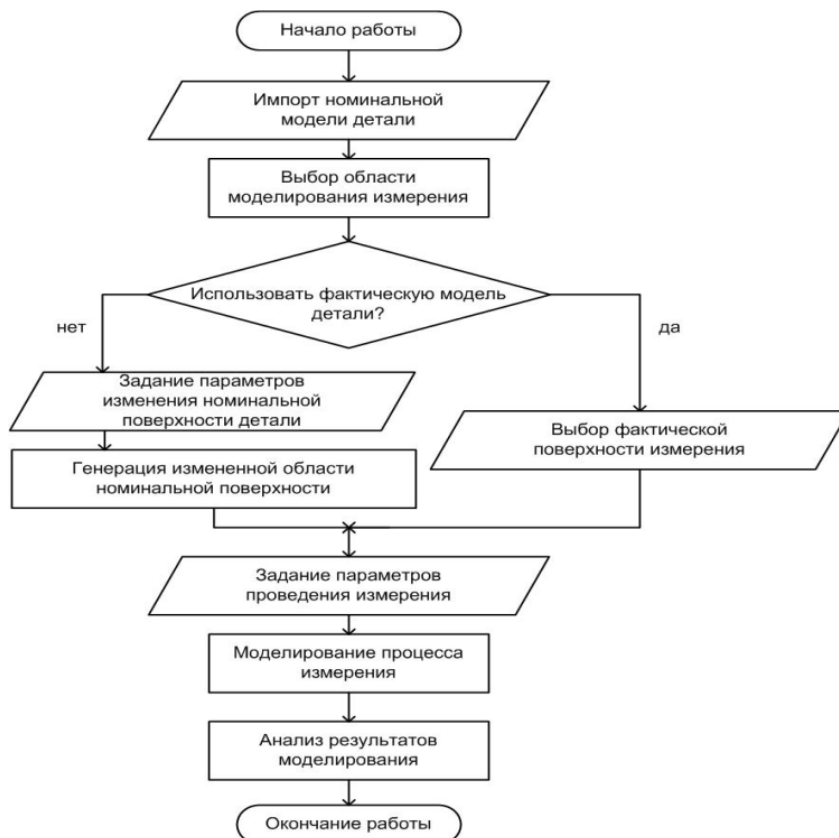 Начало работы
Импорт номинальной
модели детали
Выбор области
моделирования измерения
Использовать фактическую модель
детали?
нет
да
Задание параметров
изменения номинальной
поверхности детали
Выбор фактической
поверхности измерения
Генерация измененной области
номинальной поверхности
Задание параметров
проведения измерения
Моделирование процесса
измерения
Анализ результатов
моделирования
Окончание работы